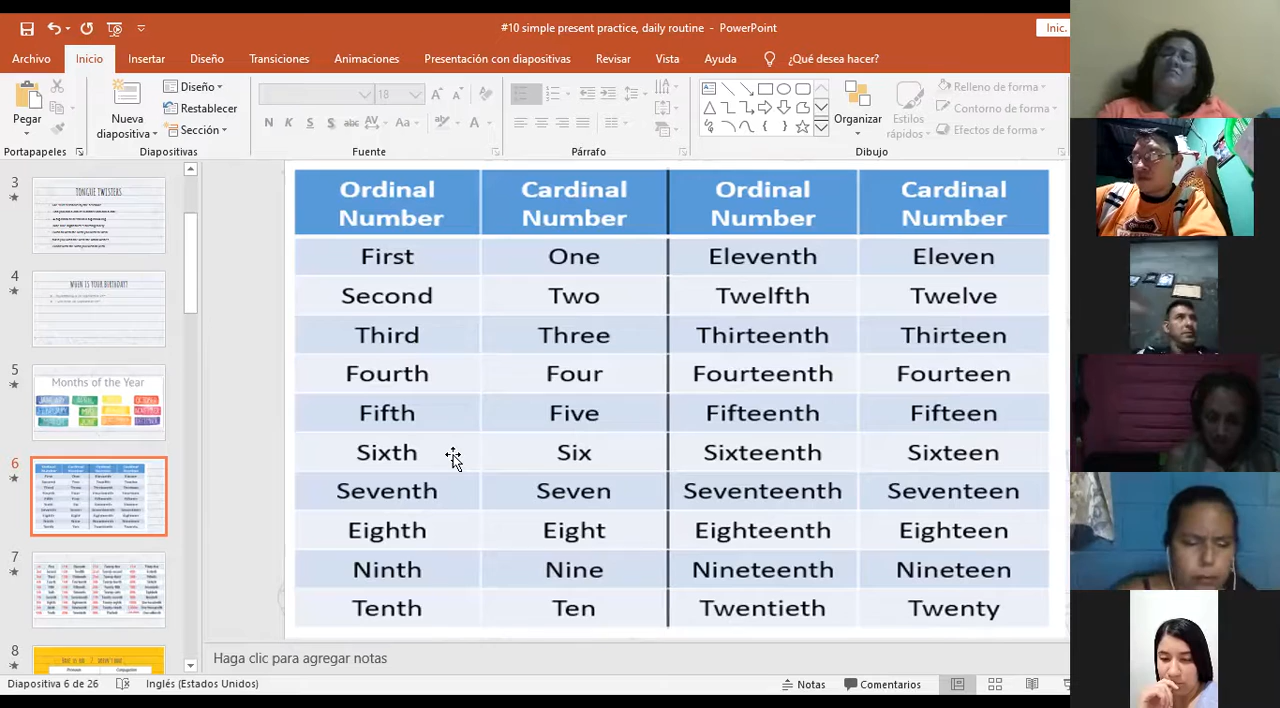 #10 simple present practice, daily routine - PowerPoint
Inic.
Archivo Inicio Insertar Diseño Transiciones Animaciones Presentación con diapositivas Revisar Vista Ayuda ¿Qué desea hacer?
Pegar
Nueva diapositiva
Diseño
Restablecer
Sección
18
N K S S abc AV Aa A
Organizar
Estilos rápidos
Relleno de forma
Contorno de forma
Efectos de forma
Portapapeles Diapositivas Fuente Párrafo Dibujo
3
TONGUE TWISTERS
4
WHEN IS YOUR BIRTHDAY?
5
Months of the Year
6
7
8
Ordinal Number Cardinal Number Ordinal Number Cardinal Number
First One Eleventh Eleven
Second Two Twelfth Twelve
Third Three Thirteenth Thirteen
Fourth Four Fourteenth Fourteen
Fifth Five Fifteenth Fifteen
Sixth Six Sixteenth Sixteen
Seventh Seven Seventeenth Seventeen
Eighth Eight Eighteenth Eighteen
Ninth Nine Nineteenth Nineteen
Tenth Ten Twentieth Twenty
Haga clic para agregar notas
Diapositiva 6 de 26 Inglés (Estados Unidos) Notas Comentarios